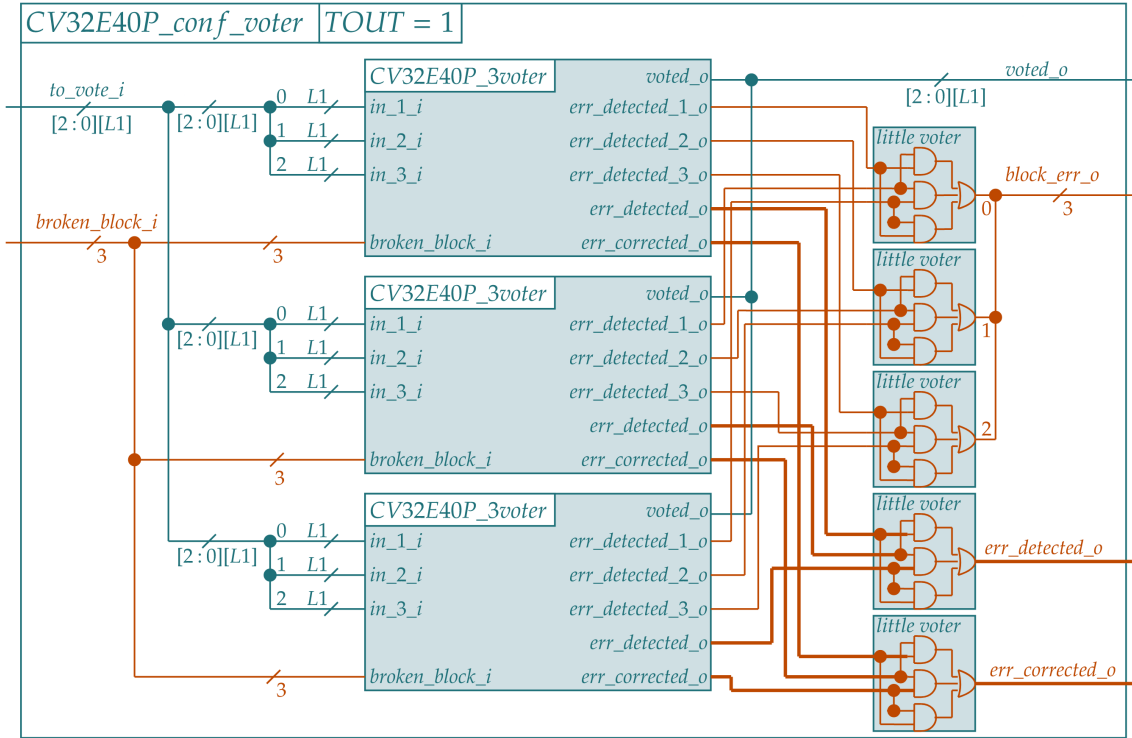 CV32E40P_conf_voter TOUT = 1
to_vote_i
[2 : 0][L1]
[2 : 0][L1]
0 L1
1 L1
2 L1
broken_block_i
3
3
CV32E40P_3voter
in_1_i
in_2_i
in_3_i
broken_block_i
voted_o
err_detected_1_o
err_detected_2_o
err_detected_3_o
err_detected_o
err_corrected_o
[2 : 0][L1]
0 L1
1 L1
2 L1
3
CV32E40P_3voter
in_1_i
in_2_i
in_3_i
broken_block_i
voted_o
err_detected_1_o
err_detected_2_o
err_detected_3_o
err_detected_o
err_corrected_o
[2 : 0][L1]
0 L1
1 L1
2 L1
3
CV32E40P_3voter
in_1_i
in_2_i
in_3_i
broken_block_i
voted_o
err_detected_1_o
err_detected_2_o
err_detected_3_o
err_detected_o
err_corrected_o
voted_o
[2 : 0][L1]
little voter
0
block_err_o
3
little voter
1
little voter
2
little voter
err_detected_o
little voter
err_corrected_o